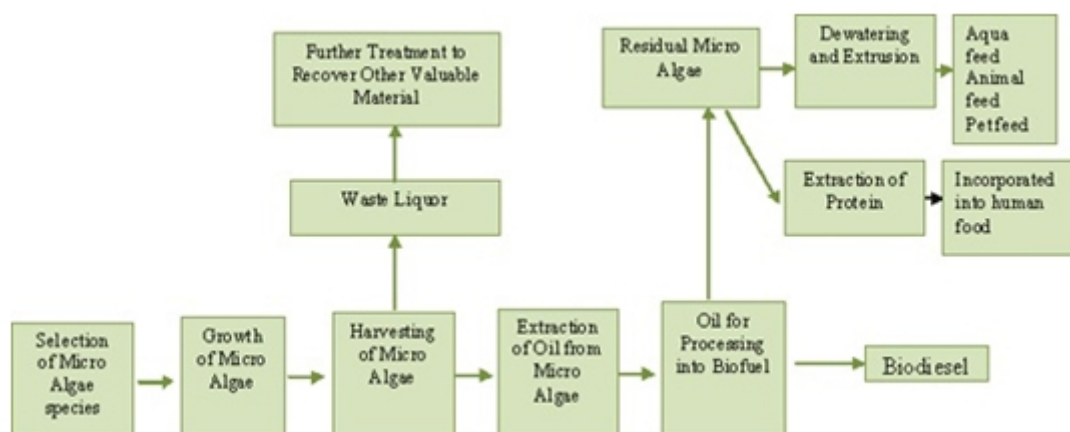 Further Treatment to
Recover Other Valuable
Material
Residual Micro
Algae
Dewatering
and Extrusion
Aqua
feed
Animal
feed
Petfeed
Waste Liquor
Extraction of
Protein
Incorporated
into human
food
Selection
of Micro
Algae
species
Growth
of Micro
Algae
Harvesting
of Micro
Algae
Extraction
of Oil from
Micro
Algae
Oil for
Processing
into Biofuel
Biodiesel